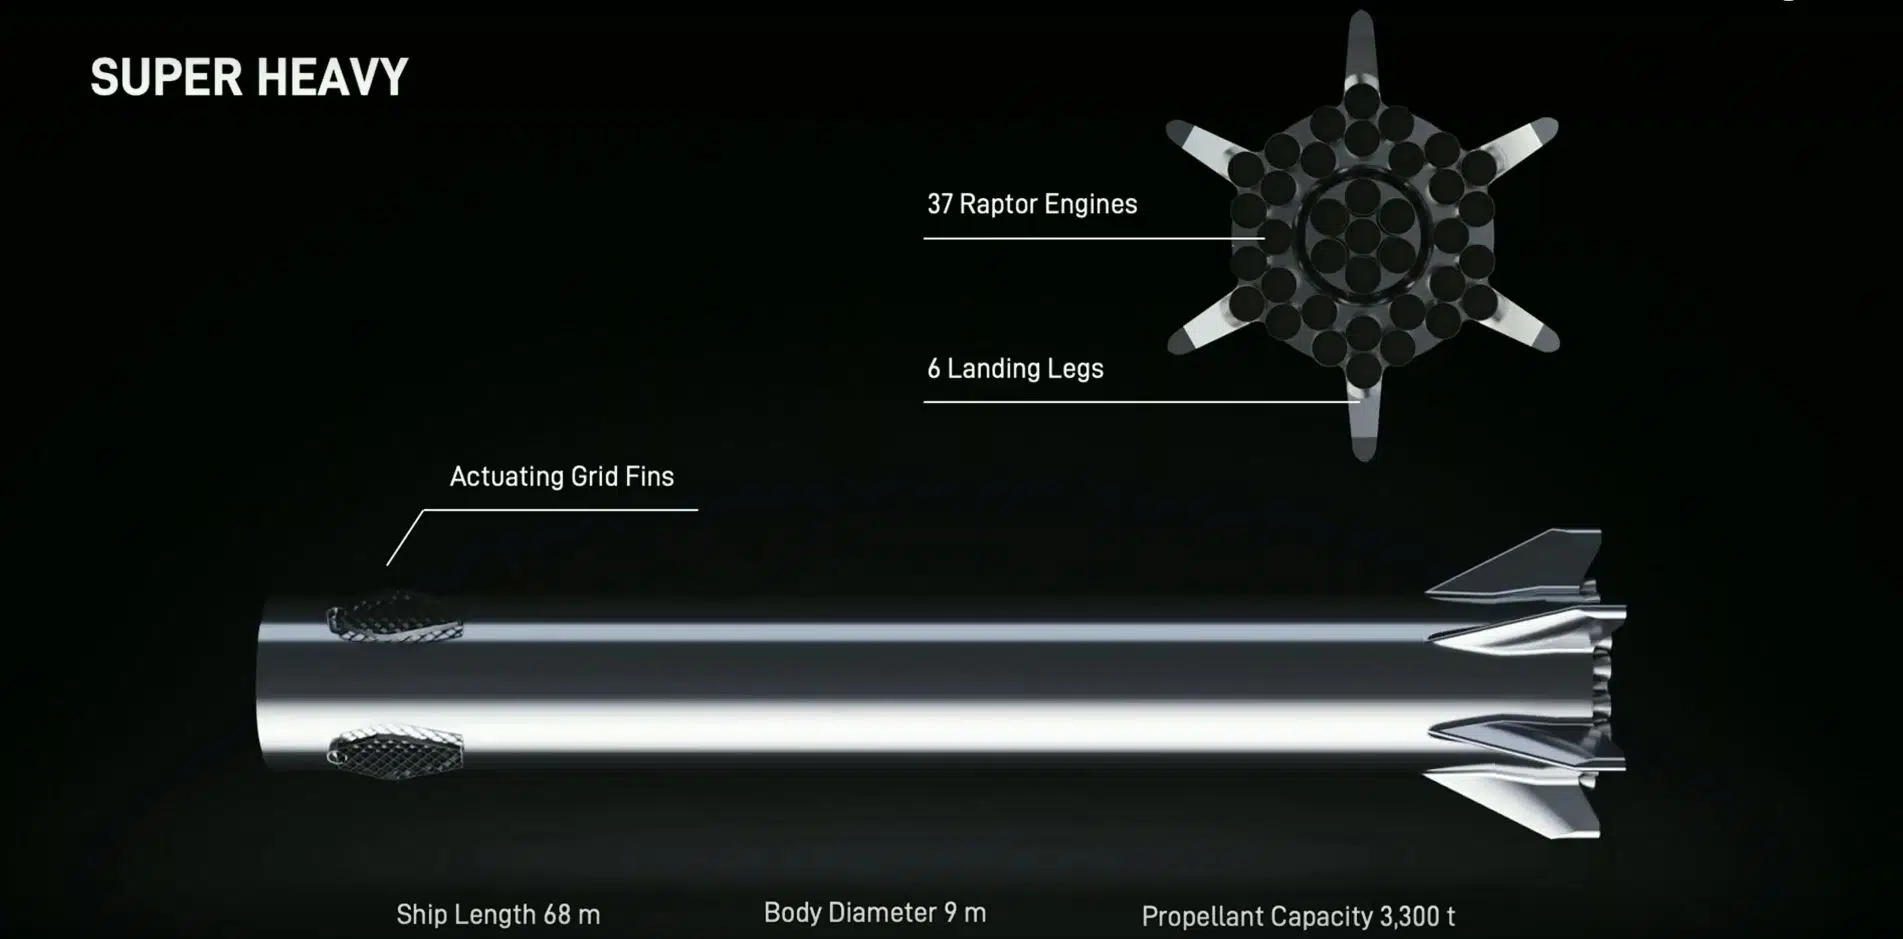 SUPER HEAVY
37 Raptor Engines
6 Landing Legs
Actuating Grid Fins
Ship Length 68 m
Body Diameter 9 m
Propellant Capacity 3,300 t